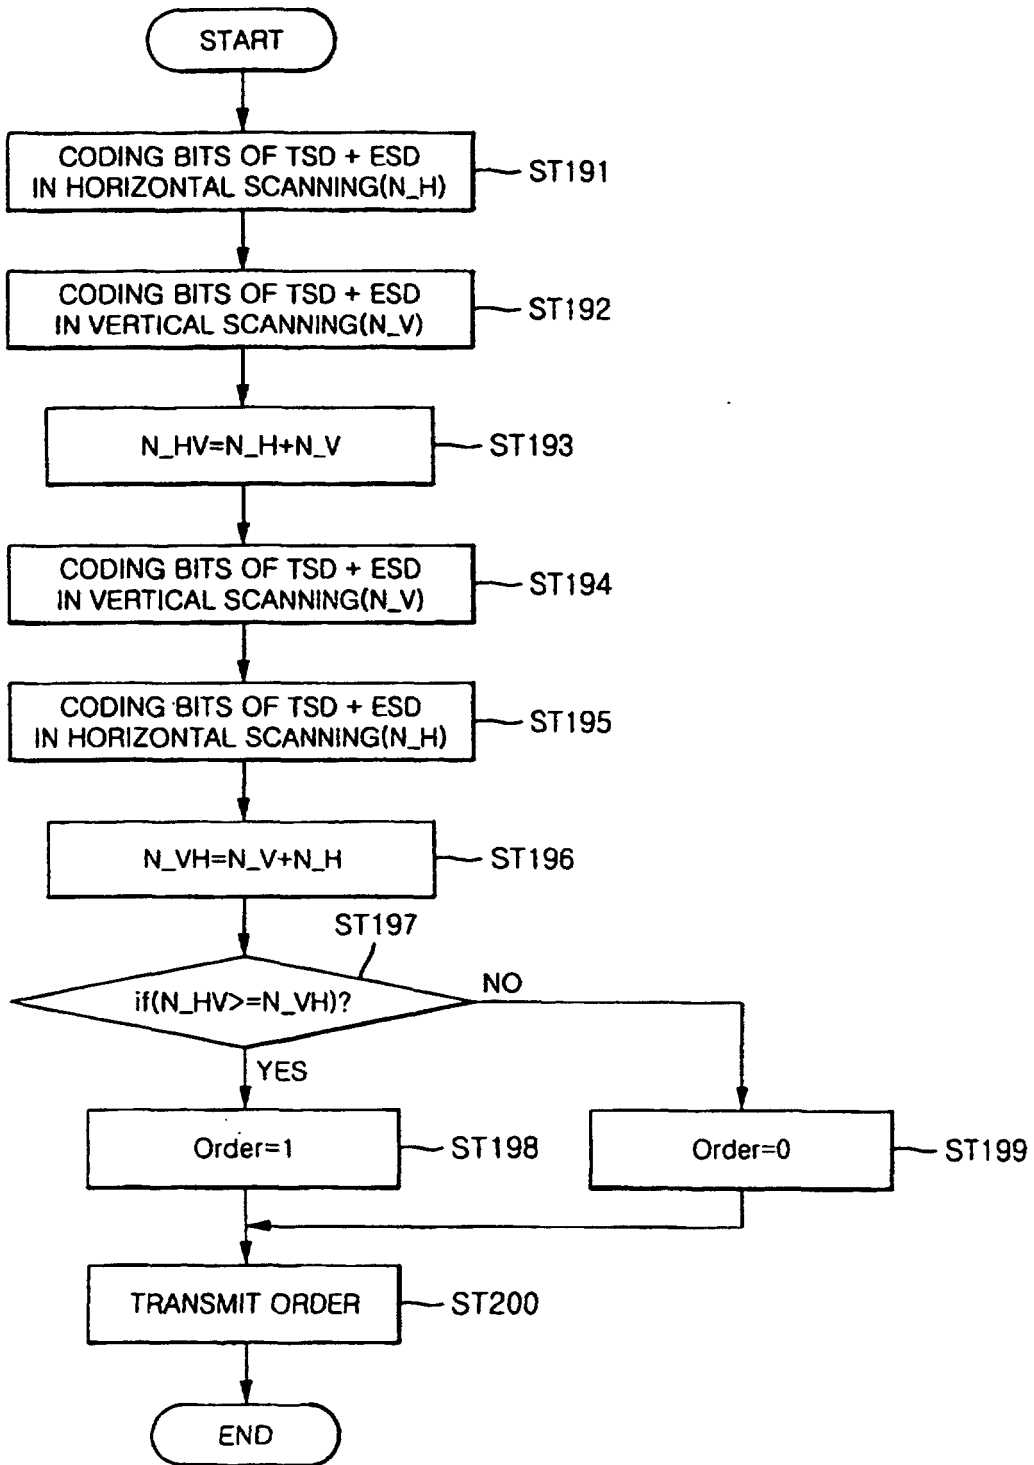 START
CODING BITS OF TSD + ESD
IN HORIZONTAL SCANNING(N_H)
ST191
CODING BITS OF TSD + ESD
IN VERTICAL SCANNING(N_V)
ST192
N_HV=N_H+N_V
ST193
CODING BITS OF TSD + ESD
IN VERTICAL SCANNING(N_V)
ST194
CODING BITS OF TSD + ESD
IN HORIZONTAL SCANNING(N_H)
ST195
N_VH=N_V+N_H
ST196
ST197
if(N_HV>=N_VH)?
NO
YES
Order=1
ST198
Order=0
ST199
TRANSMIT ORDER
ST200
END